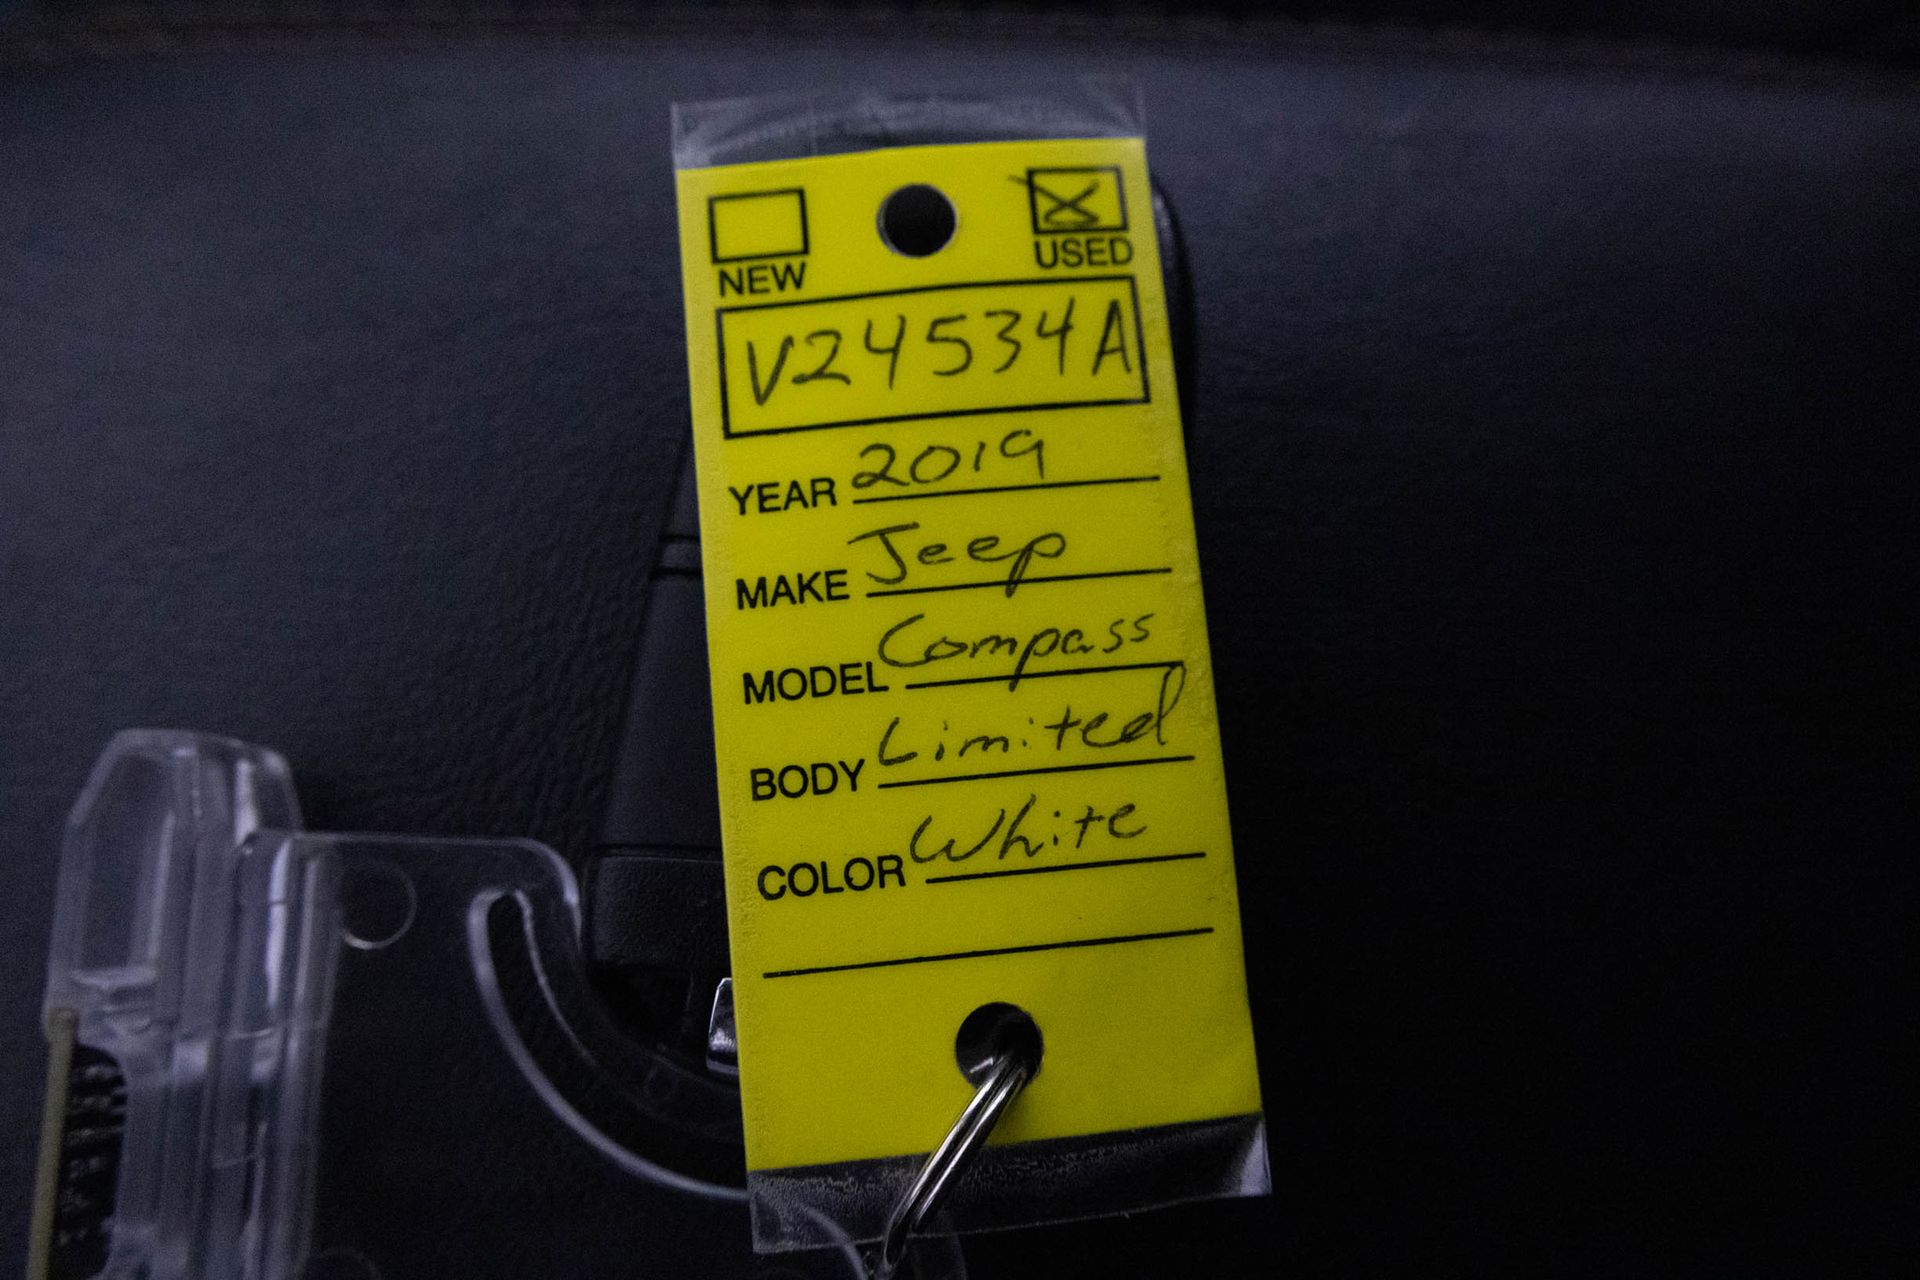 NEW USED
V24534A
YEAR 2019
MAKE Jeep
MODEL Compass
BODY Limited
COLOR White